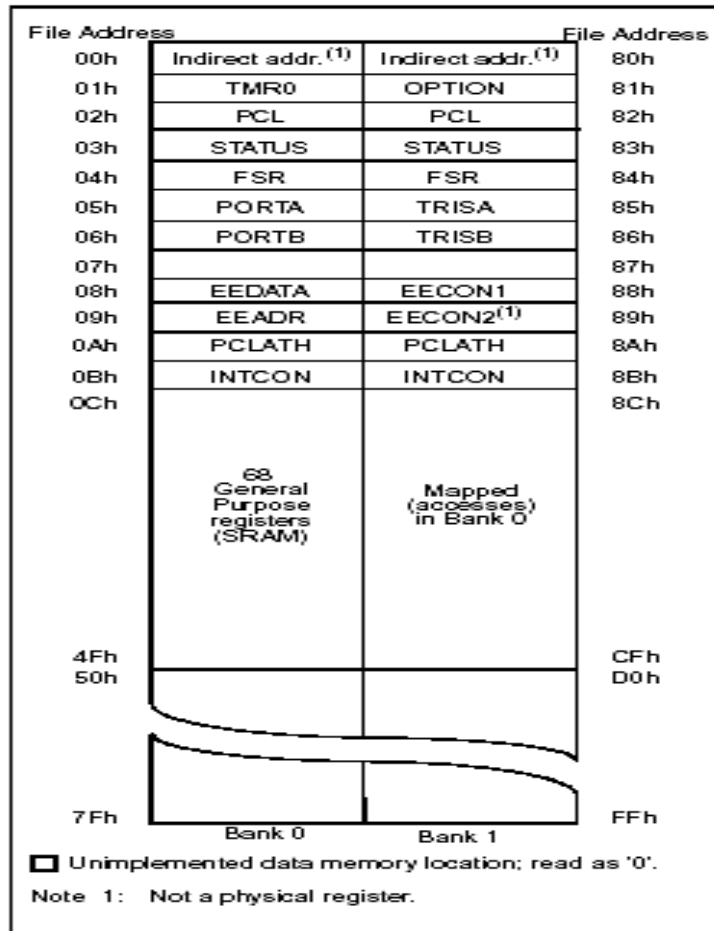 File Address File Address
00h Indirect addr.(1) Indirect addr.(1) 80h
01h TMR0 OPTION 81h
02h PCL PCL 82h
03h STATUS STATUS 83h
04h FSR FSR 84h
05h PORTA TRISA 85h
06h PORTB TRISB 86h
07h 87h
08h EEDATA EECON1 88h
09h EEADR EECON2(1) 89h
0Ah PCLATH PCLATH 8Ah
0Bh INTCON INTCON 8Bh
0Ch 8Ch
68
General
Purpose
registers
(SRAM)
Mapped
(accesses)
in Bank 0
4Fh CFh
50h D0h
7Fh FFh
Bank 0 Bank 1
Unimplemented data memory location; read as '0'.
Note 1: Not a physical register.